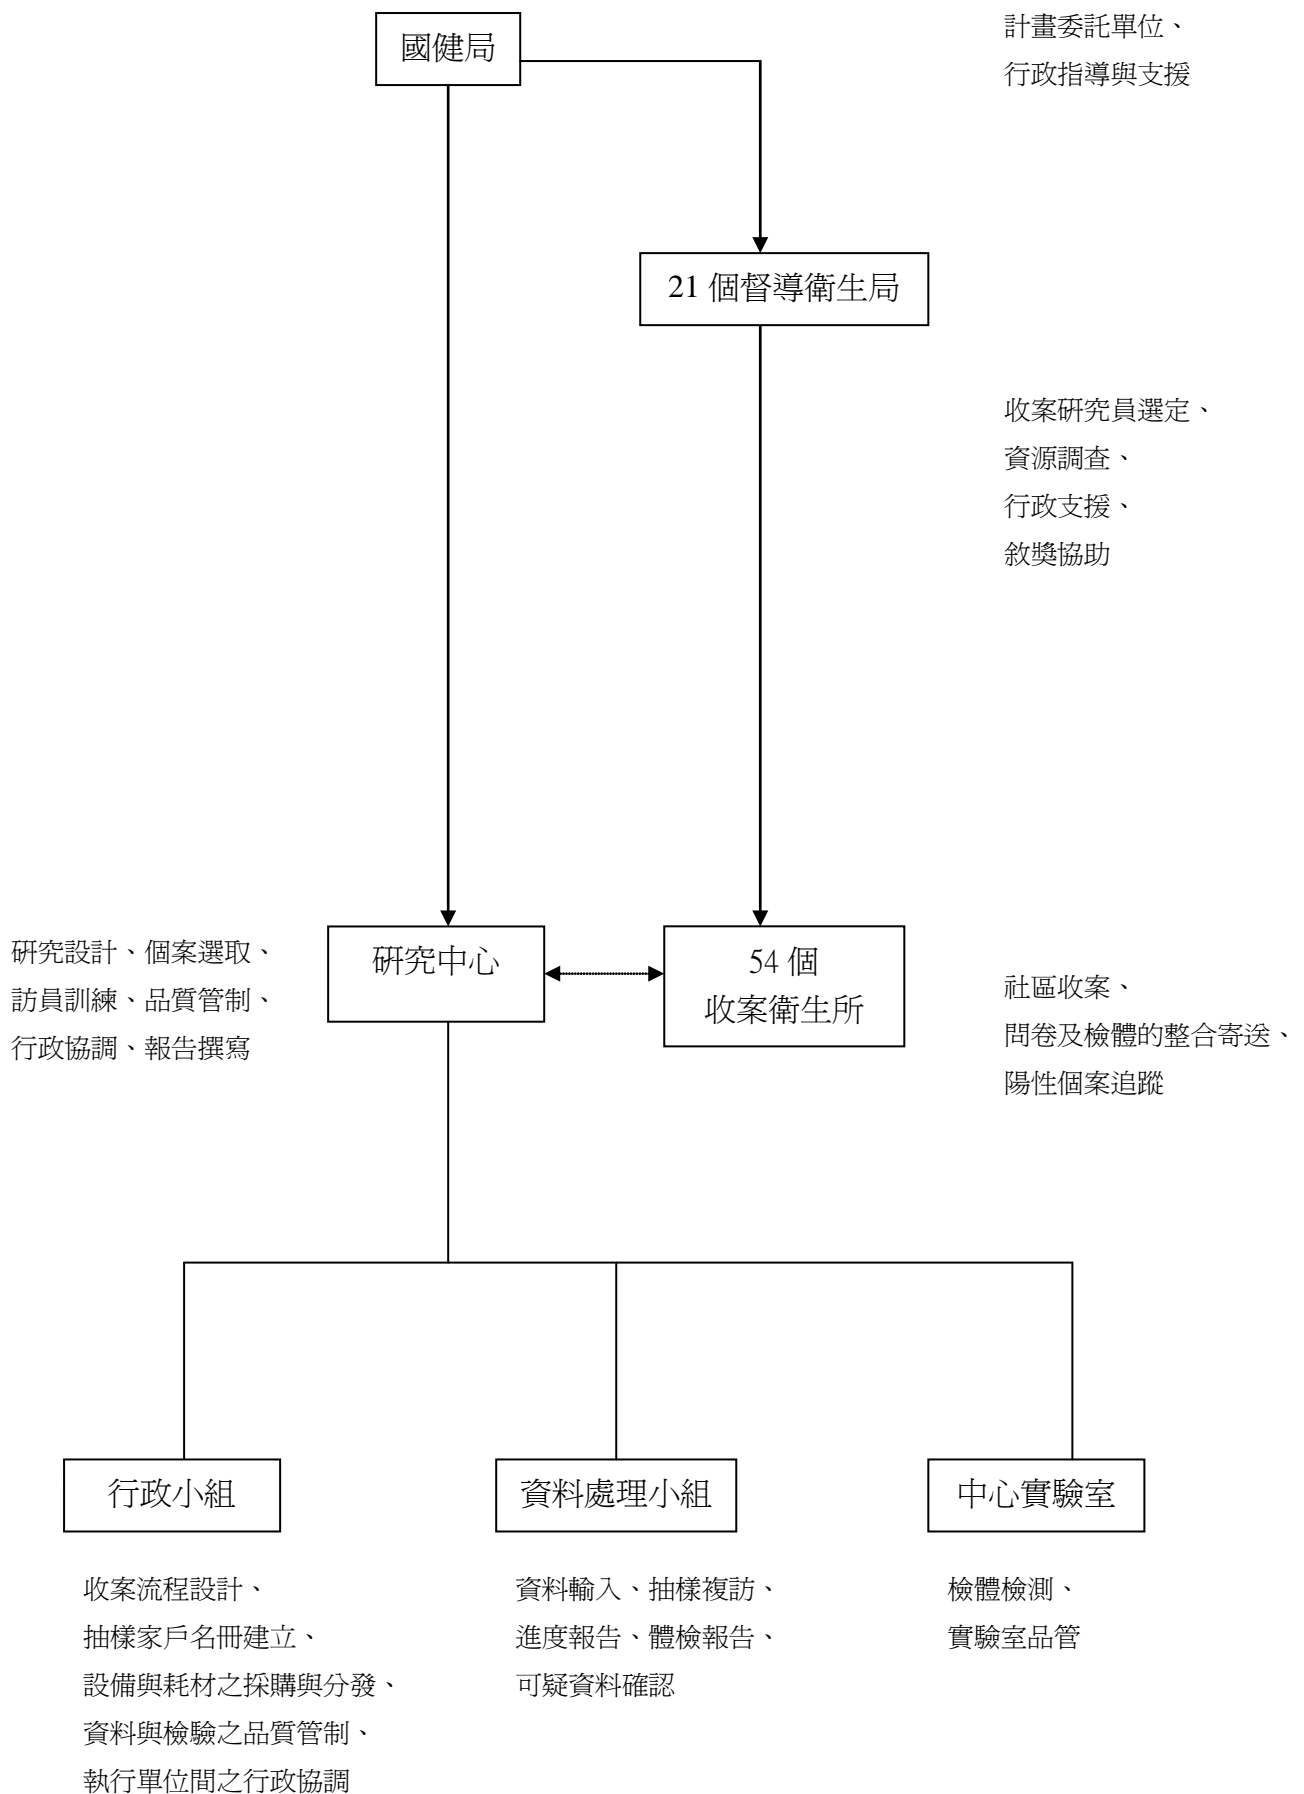 國健局
計畫委託單位、
行政指導與支援
21 個督導衛生局
收案研究員選定、
資源調查、
行政支援、
敘獎協助
研究設計、個案選取、
訪員訓練、品質管制、
行政協調、報告撰寫
研究中心
54 個
收案衛生所
社區收案、
問卷及檢體的整合寄送、
陽性個案追蹤
行政小組
資料處理小組
中心實驗室
收案流程設計、
抽樣家戶名冊建立、
設備與耗材之採購與分發、
資料與檢驗之品質管制、
執行單位間之行政協調
資料輸入、抽樣複訪、
進度報告、體檢報告、
可疑資料確認
檢體檢測、
實驗室品管